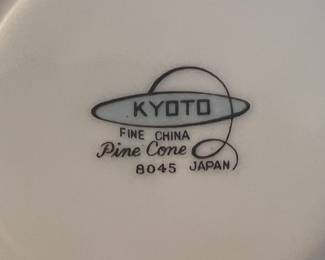 KYOTO
FINE CHINA
Pine Cone
8045 JAPAN